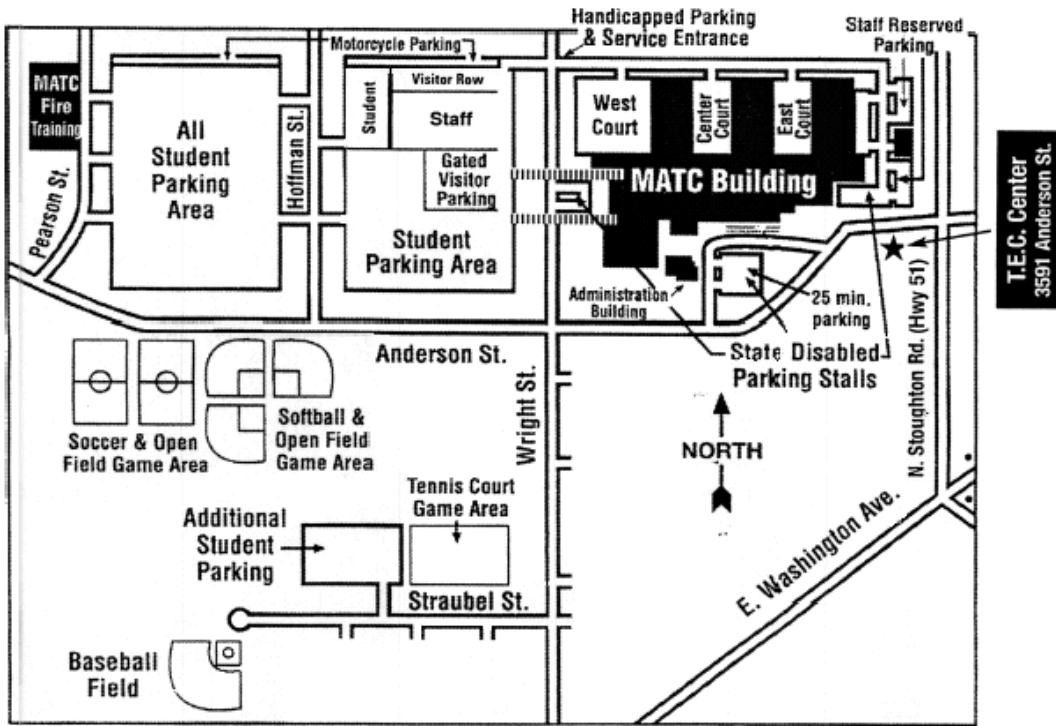 Handicapped Parking
& Service Entrance
Staff Reserved
Parking
Motorcycle Parking
MATC
Fire
Training
All
Student
Parking
Area
Hoffman St.
Pearson St.
Student
Visitor Row
Staff
Gated
Visitor
Parking
Student
Parking Area
West
Court
Center
Court
East
Court
MATC Building
T.E.C. Center
3591 Anderson St.
Administration
Building
25 min.
parking
State Disabled
Parking Stalls
Anderson St.
Wright St.
N. Stoughton Rd. (Hwy 51)
Soccer & Open
Field Game Area
Softball &
Open Field
Game Area
NORTH
Tennis Court
Game Area
Additional
Student
Parking
E. Washington Ave.
Straubel St.
Baseball
Field